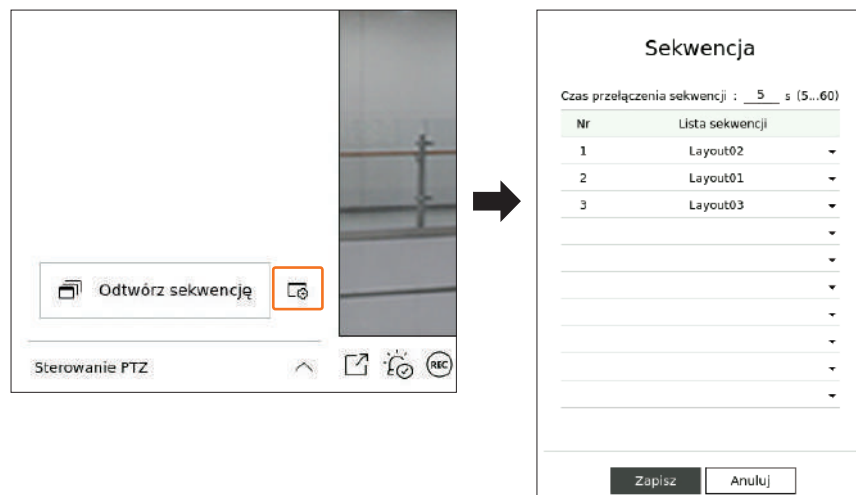 Odtwórz sekwencję
Sterowanie PTZ
REC
Sekwencja
Czas przełączenia sekwencji : 5 s (5...60)
Nr Lista sekwencji
1 Layout02
2 Layout01
3 Layout03
Zapisz Anuluj